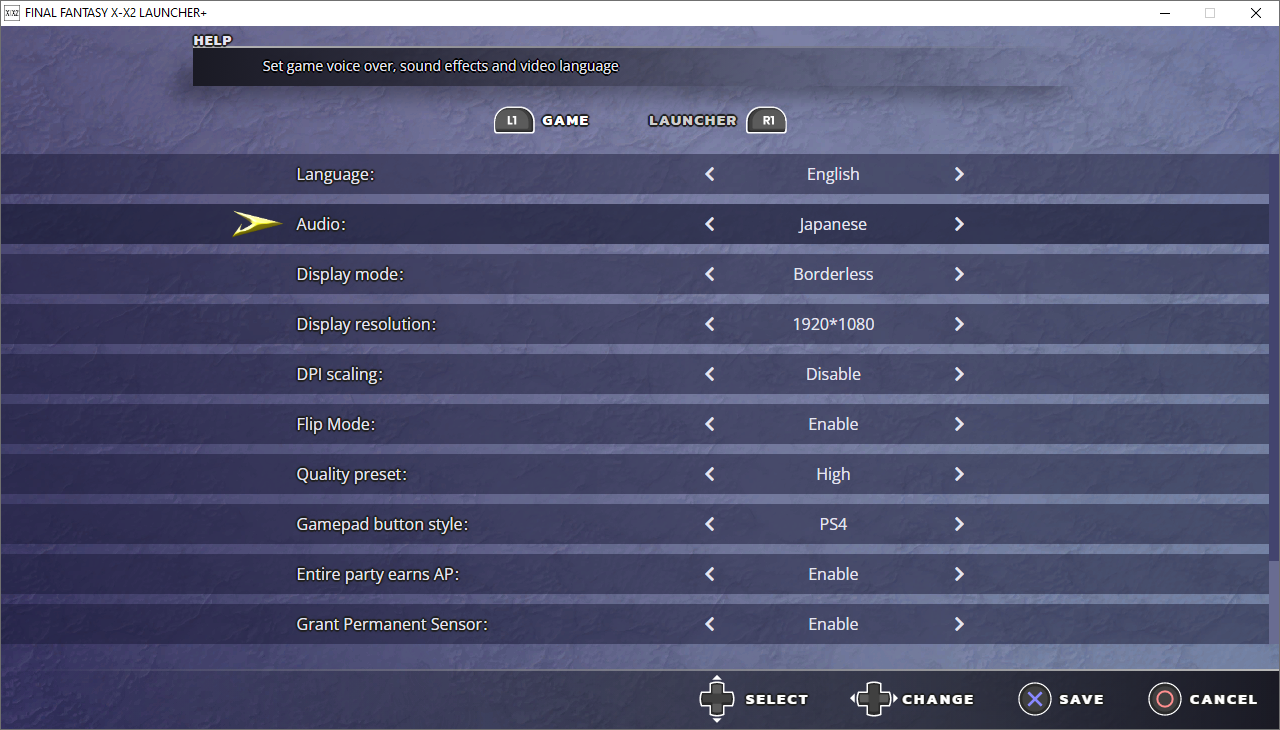 X|X2 FINAL FANTASY X-X2 LAUNCHER+
HELP
Set game voice over, sound effects and video language
L1 GAME LAUNCHER R1
Language: English
Audio: Japanese
Display mode: Borderless
Display resolution: 1920*1080
DPI scaling: Disable
Flip Mode: Enable
Quality preset: High
Gamepad button style: PS4
Entire party earns AP: Enable
Grant Permanent Sensor: Enable
SELECT CHANGE SAVE CANCEL